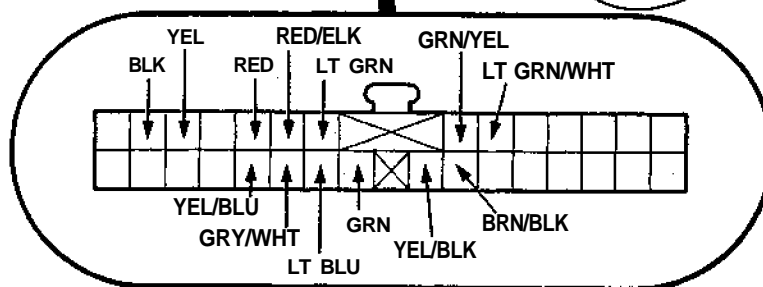 YEL
RED/ELK
GRN/YEL
BLK
RED
LT GRN
LT GRN/WHT
YEL/BLU
GRN
BRN/BLK
GRY/WHT
YEL/BLK
LT BLU